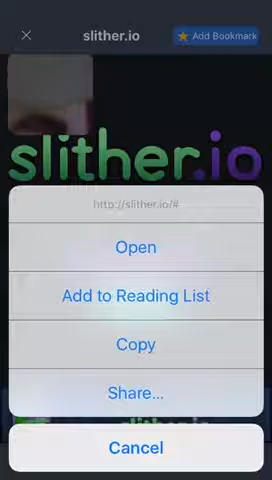 slither.io
Add Bookmark
slither.io
http://slither.io/#
Open
Add to Reading List
Copy
Share...
Cancel